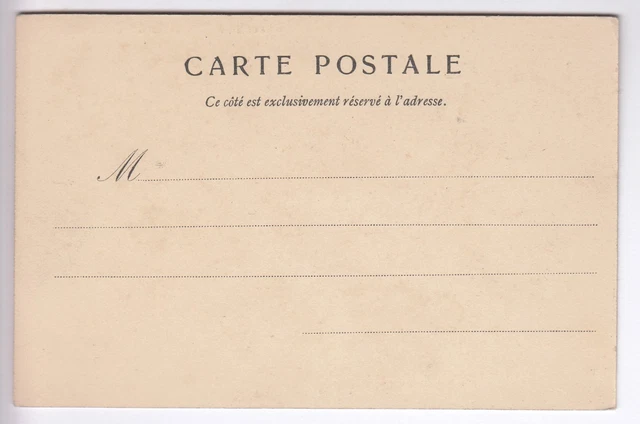 CARTE POSTALE
Ce côté est exclusivement réservé à l'adresse.
M